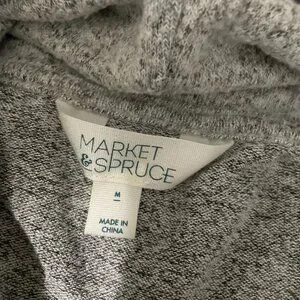 MARKET
& SPRUCE
M
MADE IN
CHINA